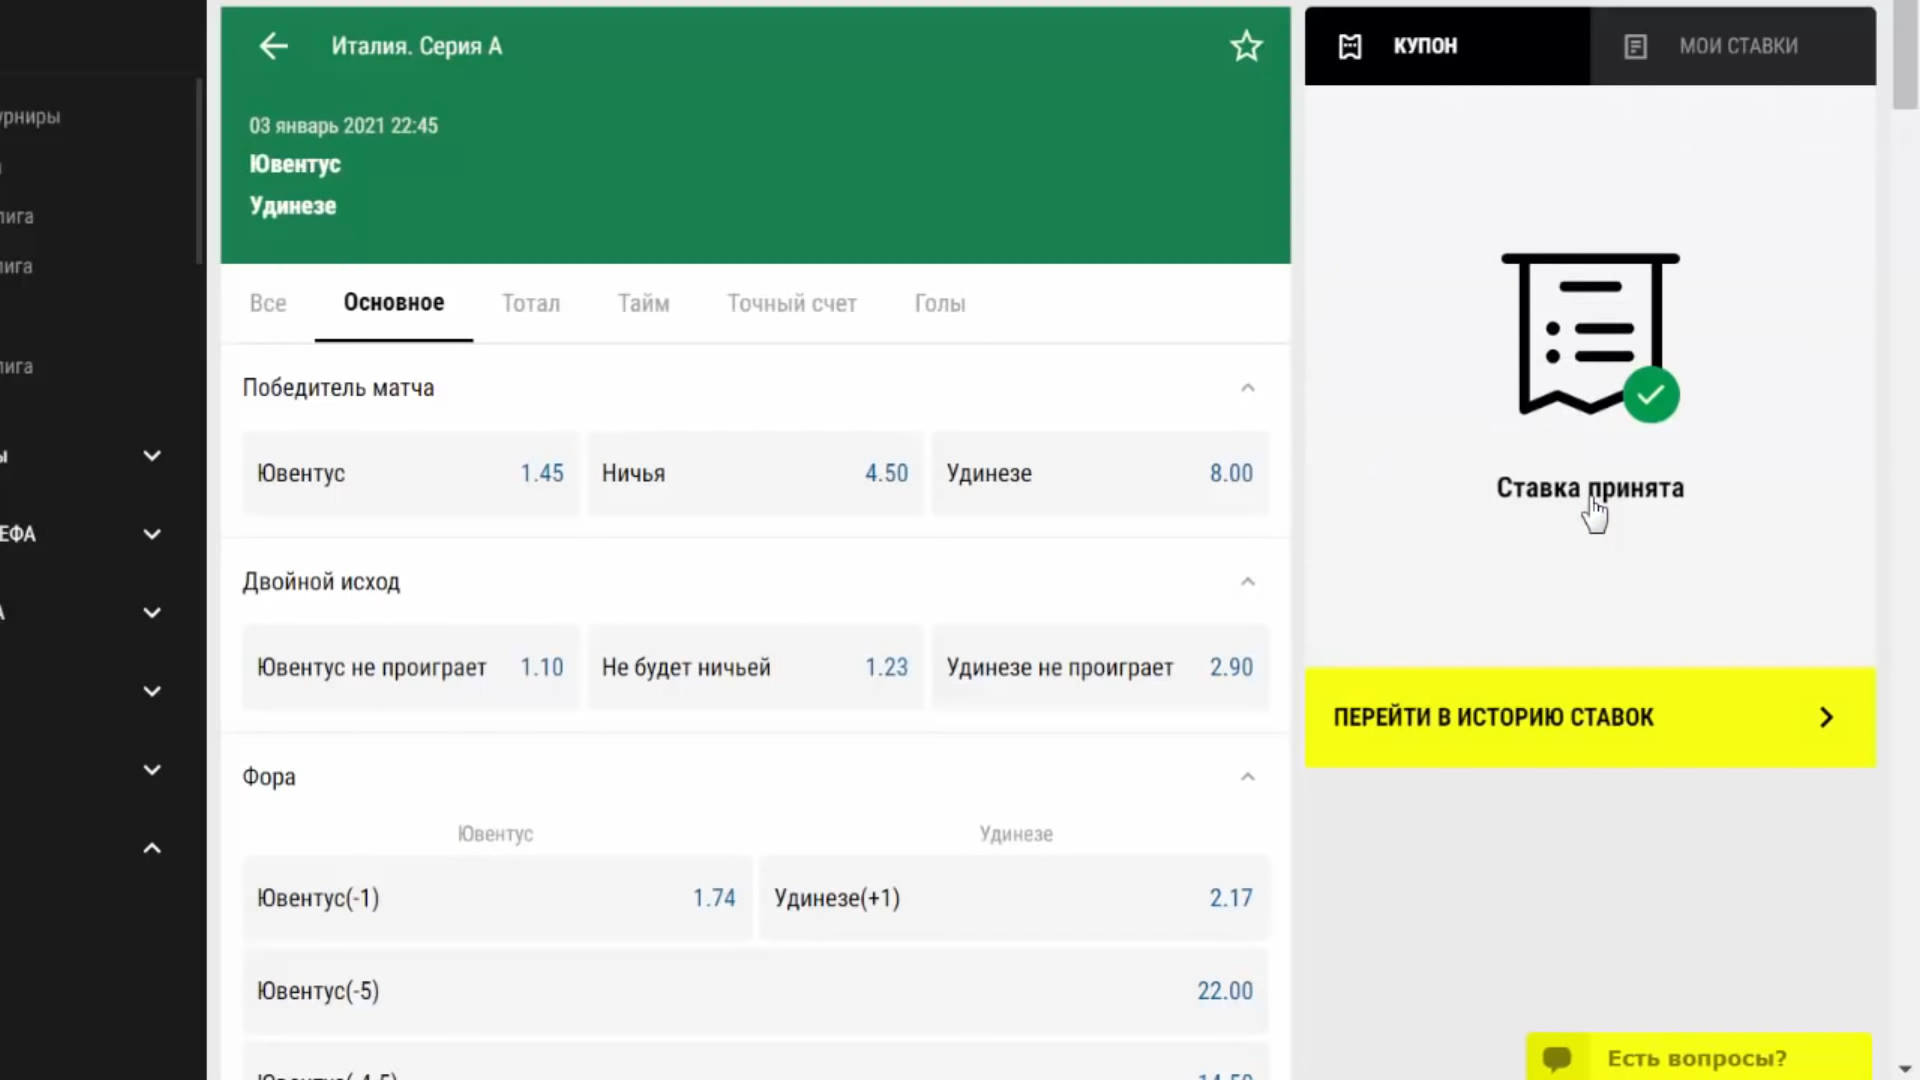 урниры
лига
лига
лига
ы
ЕФА
А
Италия. Серия А
03 январь 2021 22:45
Ювентус
Удинезе
Все Основное Тотал Тайм Точный счет Голы
Победитель матча
Ювентус 1.45 Ничья 4.50 Удинезе 8.00
Двойной исход
Ювентус не проиграет 1.10 Не будет ничьей 1.23 Удинезе не проиграет 2.90
Фора
Ювентус Удинезе
Ювентус(-1) 1.74 Удинезе(+1) 2.17
Ювентус(-5) 22.00
КУПОН МОИ СТАВКИ
Ставка принята
ПЕРЕЙТИ В ИСТОРИЮ СТАВОК
Есть вопросы?